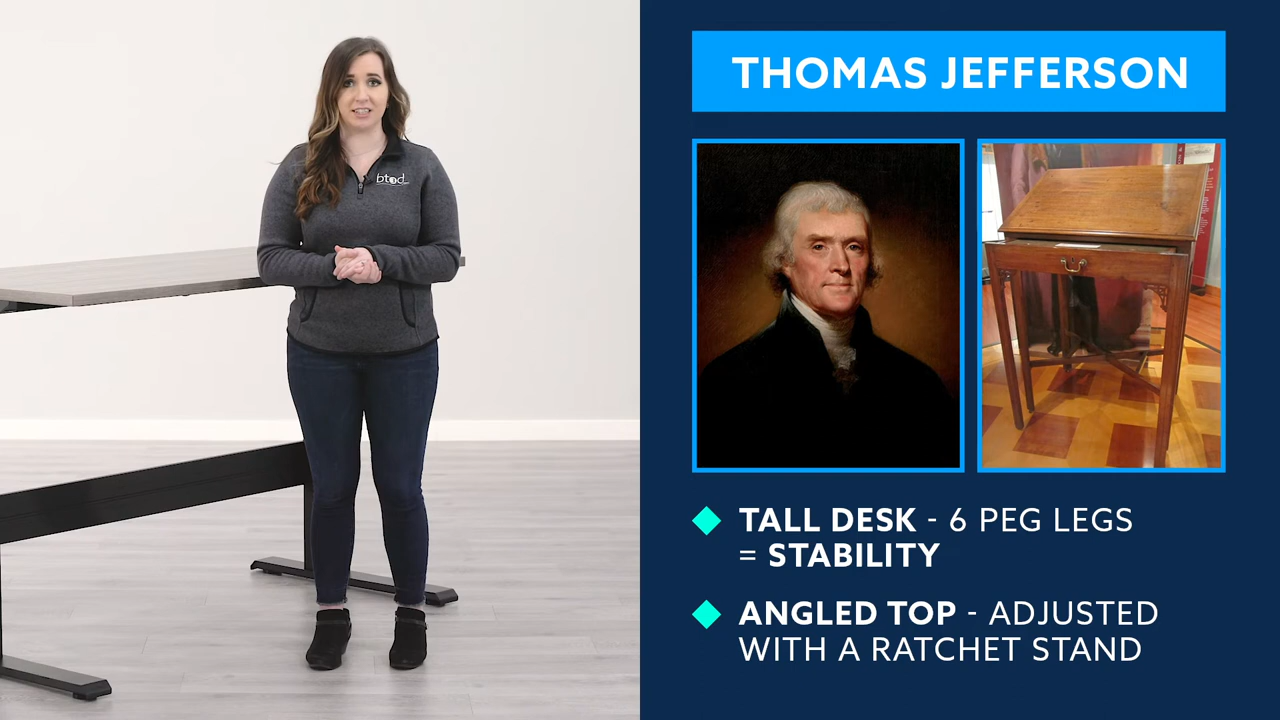 THOMAS JEFFERSON
btod
TALL DESK - 6 PEG LEGS
= STABILITY
ANGLED TOP - ADJUSTED
WITH A RATCHET STAND